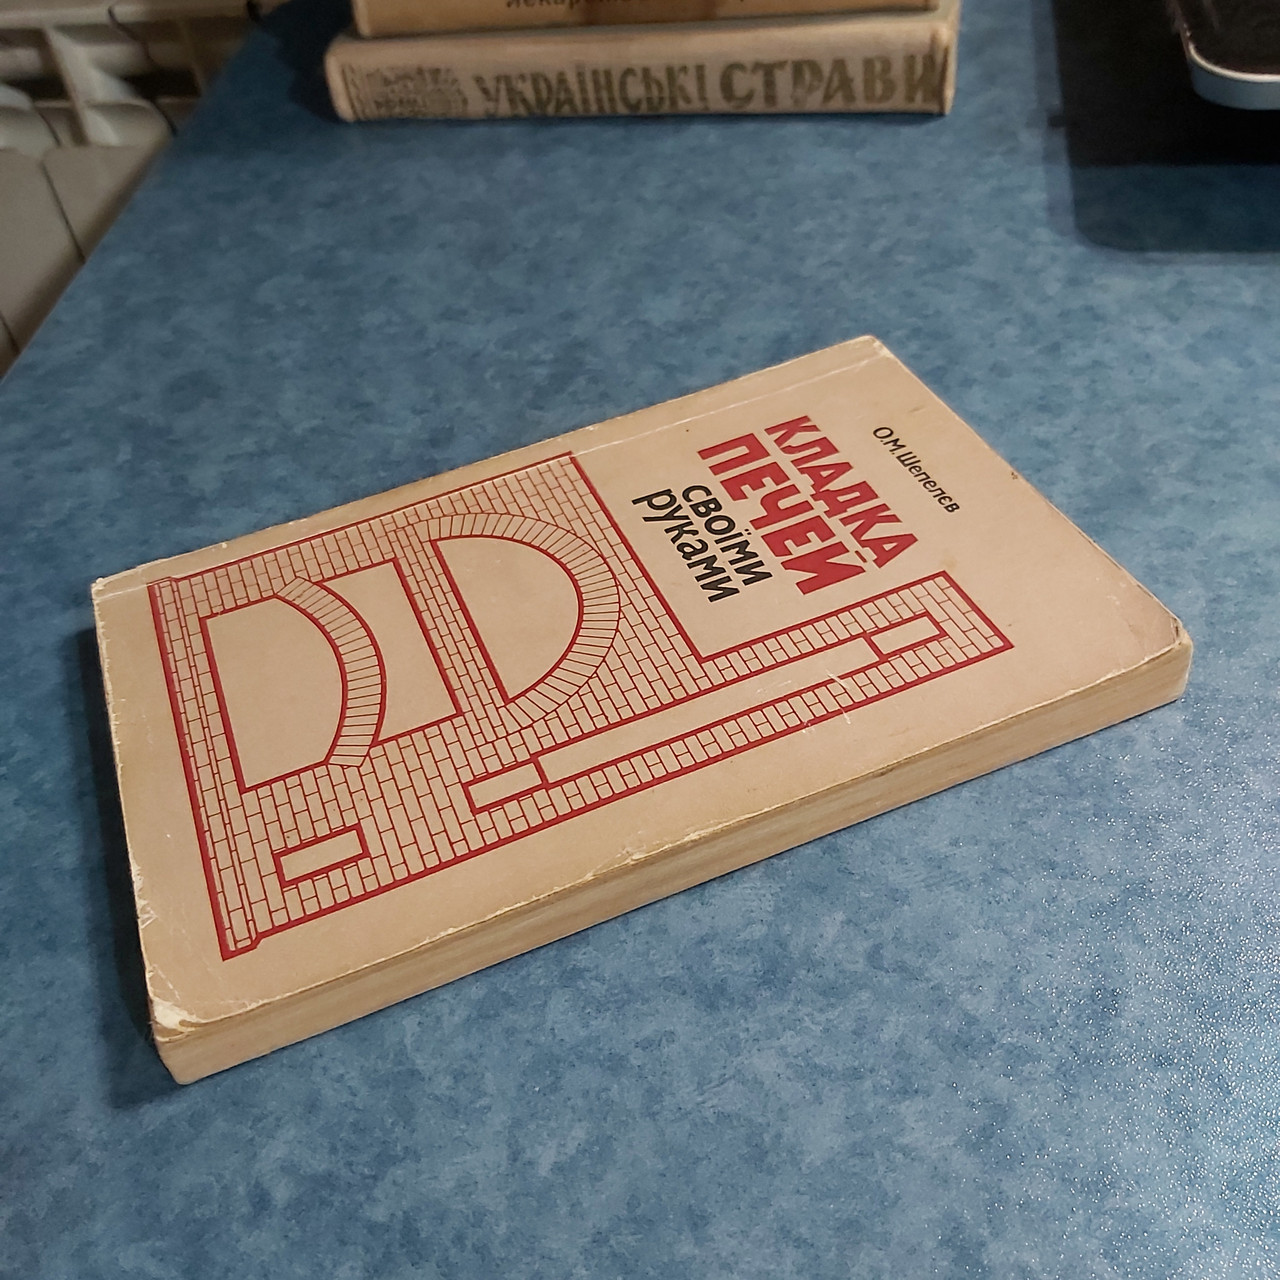 УКРАЇНСЬКІ СТРАВИ
О.М. Шепелєв
КЛАДКА
ПЕЧЕЙ
своїми
руками